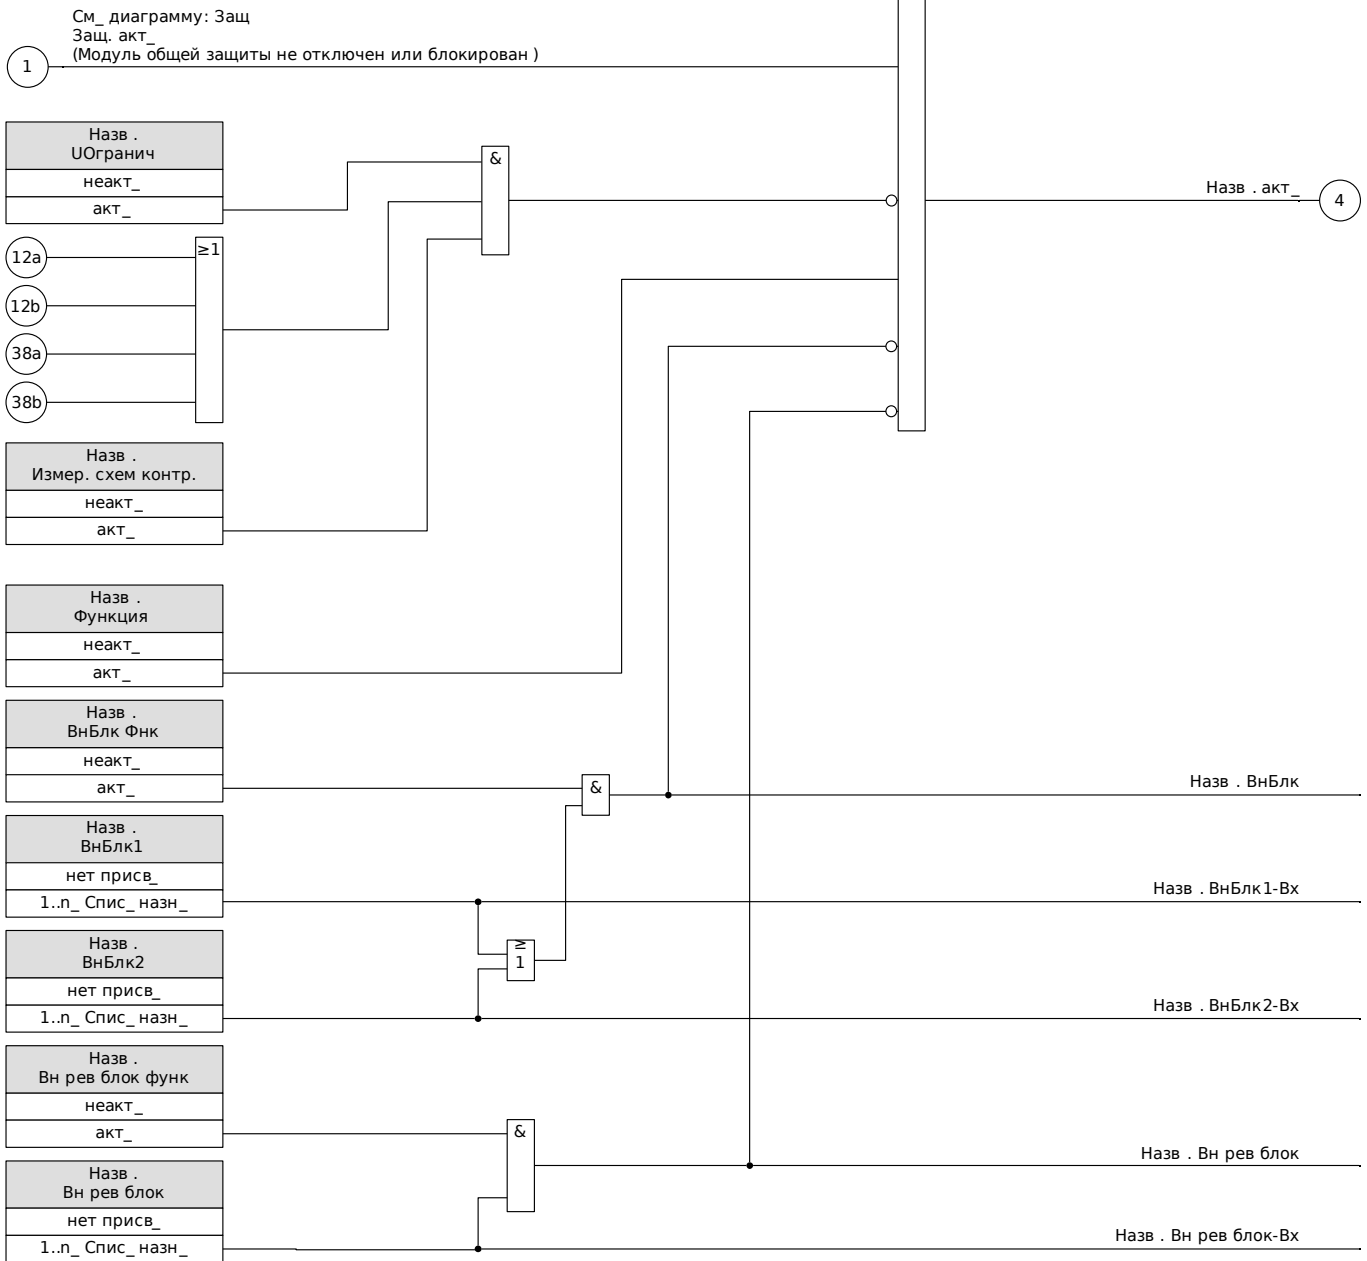 См_ диаграмму: Защ
Защ. акт_
(Модуль общей защиты не отключен или блокирован )
1
Назв .
UОгранич
неакт_
акт_
&
Назв . акт_
4
12a
12b
38a
38b
≥1
Назв .
Измер. схем контр.
неакт_
акт_
Назв .
Функция
неакт_
акт_
Назв .
ВнБлк Фнк
неакт_
акт_
&
Назв . ВнБлк
Назв .
ВнБлк1
нет присв_
1..n_ Спис_ назн_
Назв . ВнБлк1-Вх
≥
1
Назв .
ВнБлк2
нет присв_
1..n_ Спис_ назн_
Назв . ВнБлк2-Вх
Назв .
Вн рев блок функ
неакт_
акт_
&
Назв . Вн рев блок
Назв .
Вн рев блок
нет присв_
1..n_ Спис_ назн_
Назв . Вн рев блок-Вх